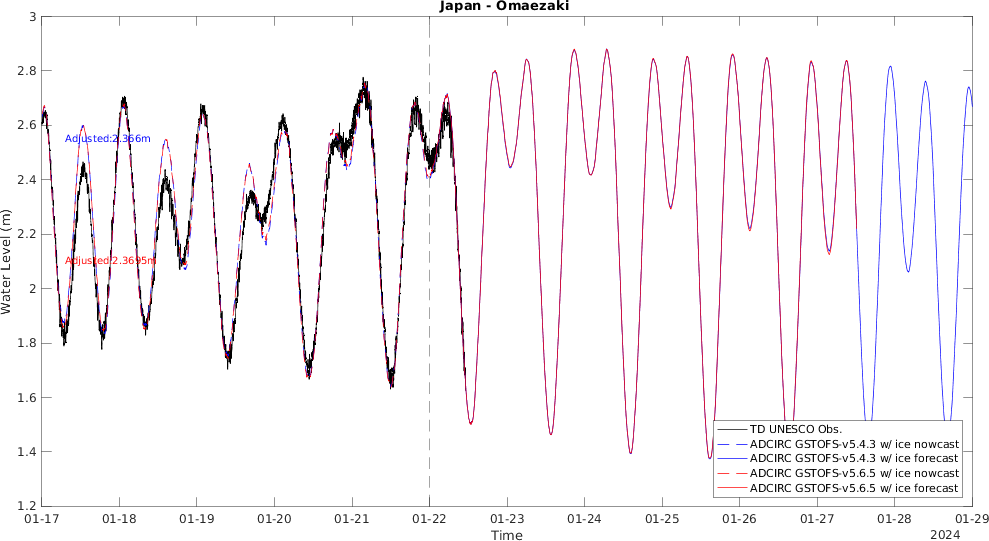 Japan - Omaezaki
3
2.8
2.6
2.4
2.2
2
1.8
1.6
1.4
1.2
Water Level (m)
Adjusted:2.366m
Adjusted:2.3695m
TD UNESCO Obs.
ADCIRC GSTOFS-v5.4.3 w/ ice nowcast
ADCIRC GSTOFS-v5.4.3 w/ ice forecast
ADCIRC GSTOFS-v5.6.5 w/ ice nowcast
ADCIRC GSTOFS-v5.6.5 w/ ice forecast
01-17 01-18 01-19 01-20 01-21 01-22 01-23 01-24 01-25 01-26 01-27 01-28 01-29
Time
2024